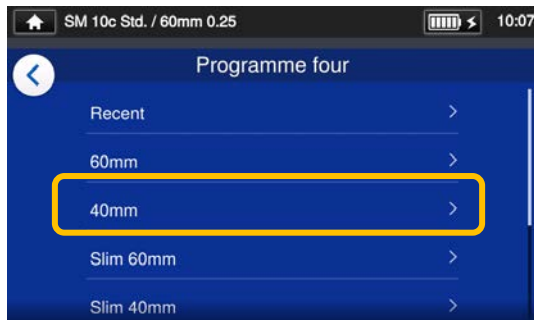 SM 10c Std. / 60mm 0.25 10:07
Programme four
Recent
60mm
40mm
Slim 60mm
Slim 40mm